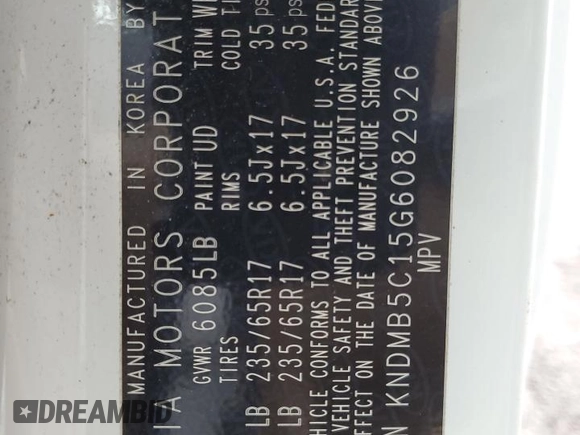 MANUFACTURED IN KOREA BY
IA MOTORS CORPORAT
GVWR 6085LB PAINT UD TRIM
TIRES RIMS COLD
LB 235/65R17 6.5Jx17 35
LB 235/65R17 6.5Jx17 35
HICLE CONFORMS TO ALL APPLICABLE U.S.A. FED
VEHICLE SAFETY AND THEFT PREVENTION STANDAR
EFFECT ON THE DATE OF MANUFACTURE SHOWN ABOV
N KNDMB5C15G6082926
MPV
DREAMBID